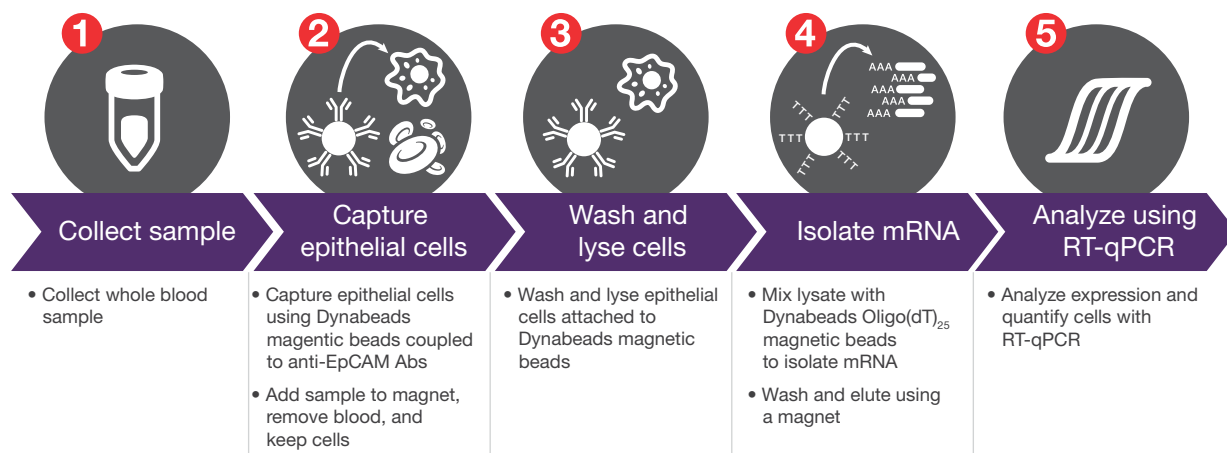 1
2
3
4
5
AAA
AAA
AAA
AAA
AAA
TTT
TTT
TTT
TTT
TTT
TTT
Collect sample
Capture
epithelial cells
Wash and
lyse cells
Isolate mRNA
Analyze using
RT-qPCR
• Collect whole blood
sample
• Capture epithelial cells
using Dynabeads
magentic beads coupled
to anti-EpCAM Abs
• Add sample to magnet,
remove blood, and
keep cells
• Wash and lyse epithelial
cells attached to
Dynabeads magnetic
beads
• Mix lysate with
Dynabeads Oligo(dT)₂₅
magnetic beads
to isolate mRNA
• Wash and elute using
a magnet
• Analyze expression and
quantify cells with
RT-qPCR